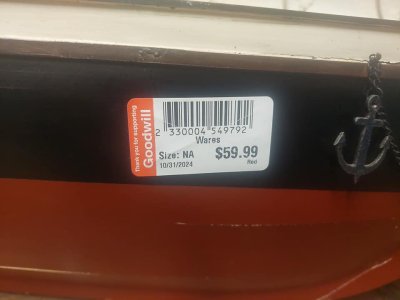 Thank you for supporting
Goodwill
2 330004 549792
Wares
Size: NA
$59.99
10/31/2024
Red